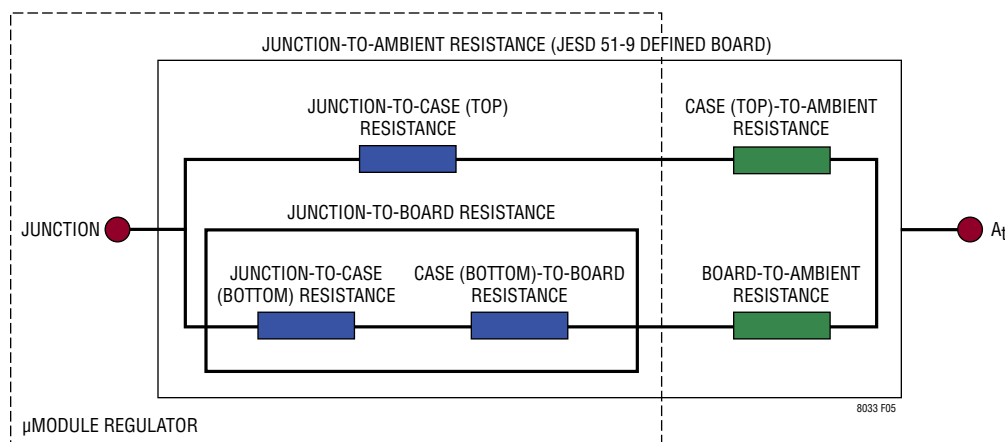 JUNCTION-TO-AMBIENT RESISTANCE (JESD 51-9 DEFINED BOARD)
JUNCTION-TO-CASE (TOP)
RESISTANCE
CASE (TOP)-TO-AMBIENT
RESISTANCE
JUNCTION-TO-BOARD RESISTANCE
JUNCTION
At
JUNCTION-TO-CASE
(BOTTOM) RESISTANCE
CASE (BOTTOM)-TO-BOARD
RESISTANCE
BOARD-TO-AMBIENT
RESISTANCE
8033 F05
µMODULE REGULATOR